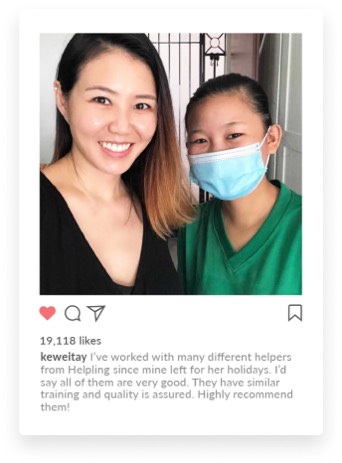 19,118 likes
keweitay I've worked with many different helpers
from Helpling since mine left for her holidays. I'd
say all of them are very good. They have similar
training and quality is assured. Highly recommend
them!